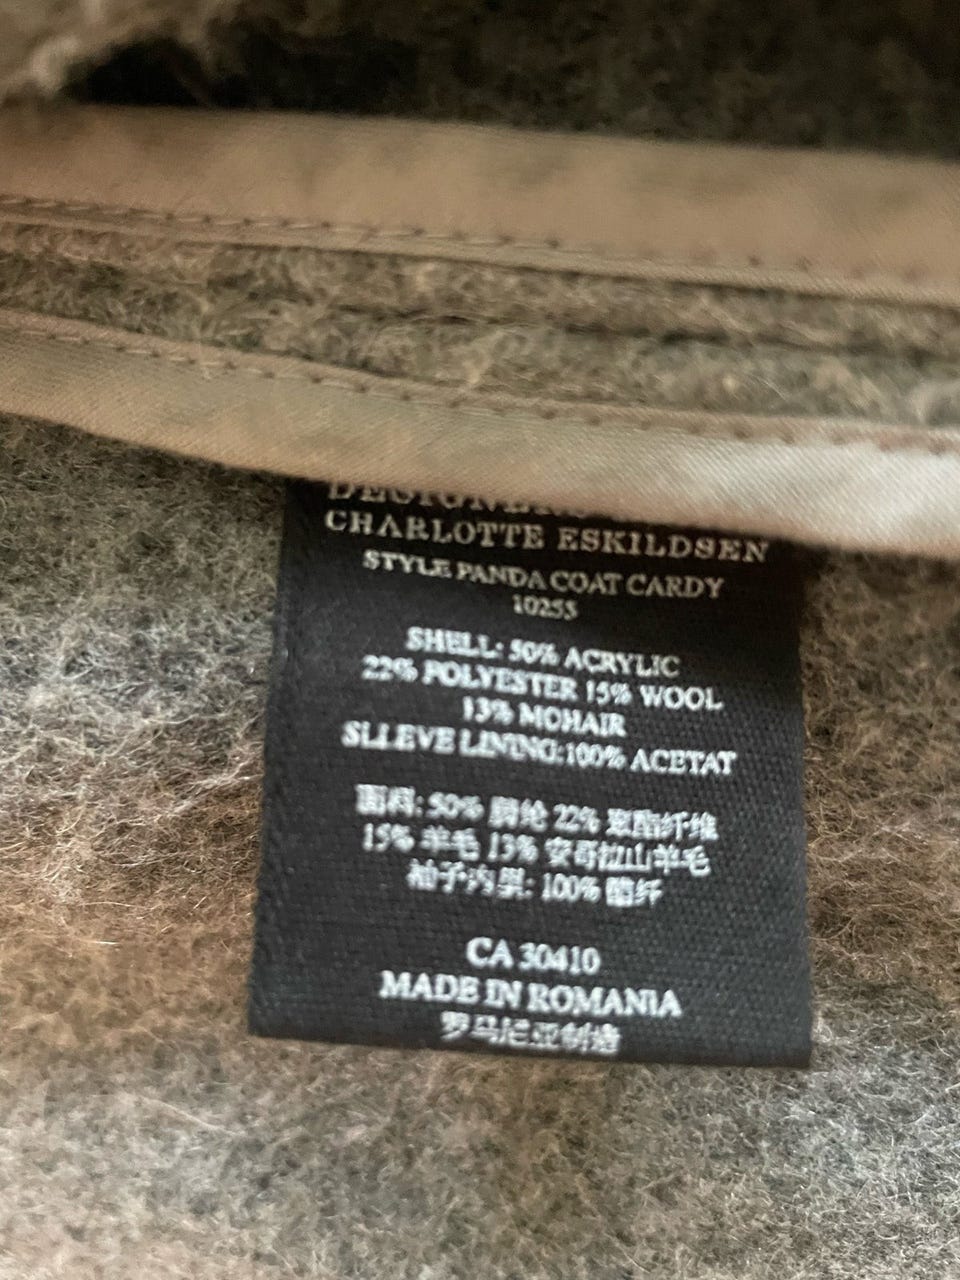 CHARLOTTE ESKILDSEN
STYLE PANDA COAT CARDY
10253
SHELL: 50% ACRYLIC
22% POLYESTER 15% WOOL
13% MOHAIR
SLLEVE LINING:100% ACETAT
面料: 50% 腈纶 22% 聚酯纤维
15% 羊毛 13% 安哥拉山羊毛
袖子内里: 100% 醋纤
CA 30410
MADE IN ROMANIA
罗马尼亚制造